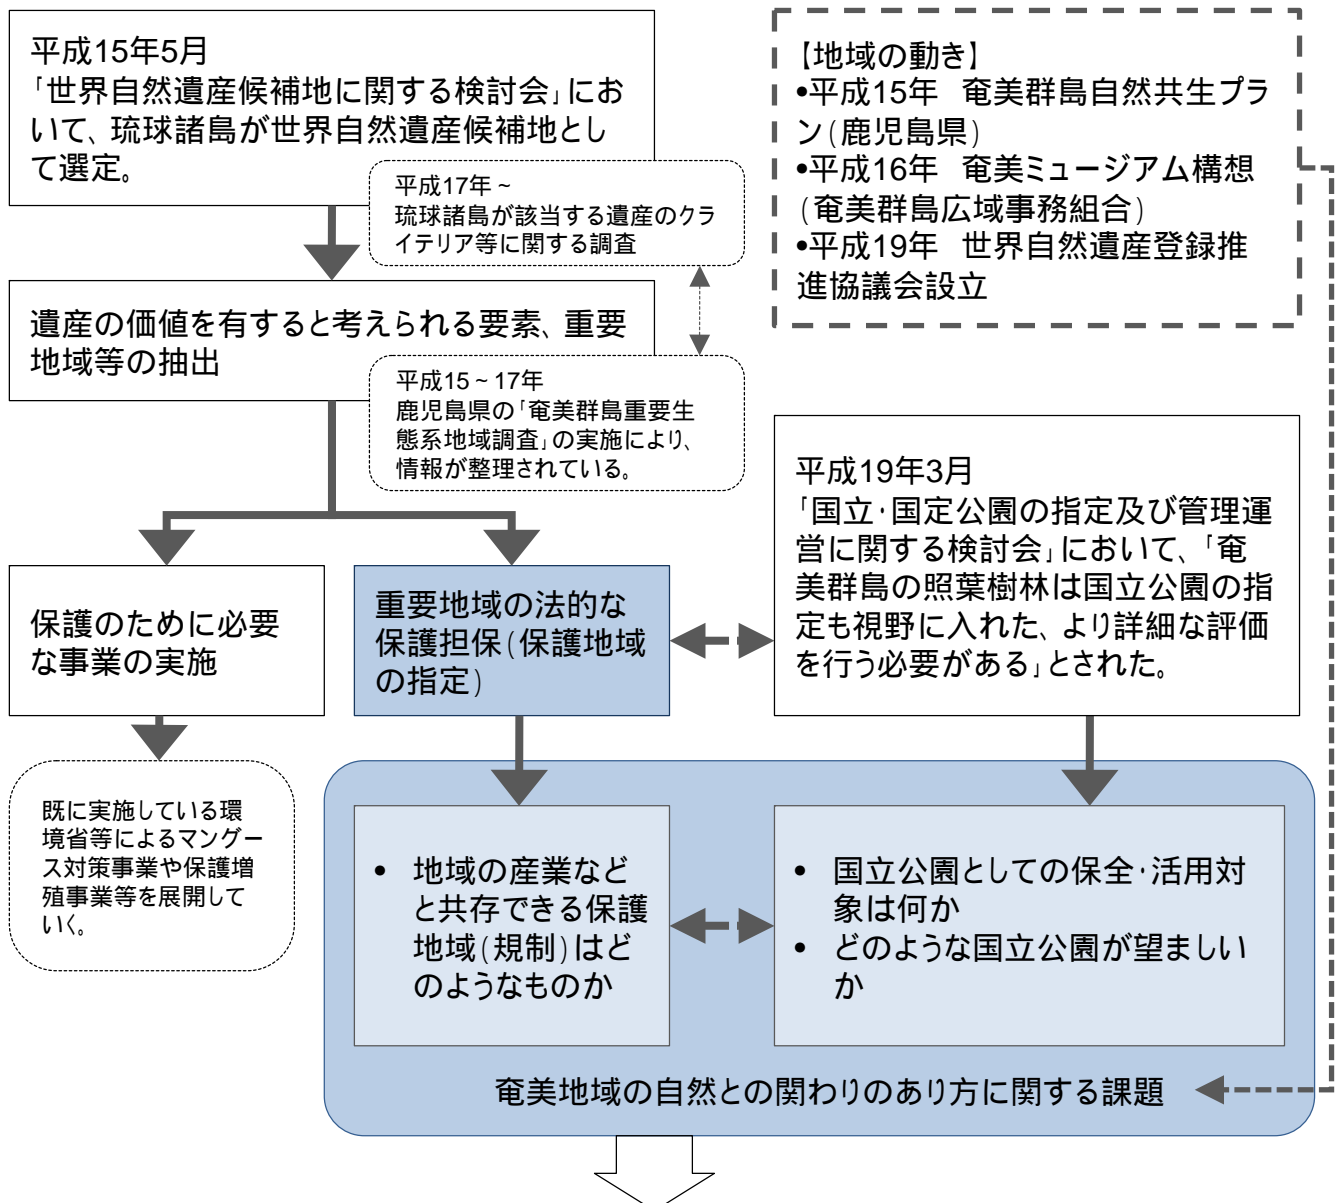 平成15年5月
「世界自然遺産候補地に関する検討会」にお
いて、琉球諸島が世界自然遺産候補地とし
て選定。
平成17年~
琉球諸島が該当する遺産のクラ
イテリア等に関する調査
【地域の動き】
•平成15年 奄美群島自然共生プラ
ン(鹿児島県)
•平成16年 奄美ミュージアム構想
(奄美群島広域事務組合)
•平成19年 世界自然遺産登録推
進協議会設立
遺産の価値を有すると考えられる要素、重要
地域等の抽出
平成15~17年
鹿児島県の「奄美群島重要生
態系地域調査」の実施により、
情報が整理されている。
平成19年3月
「国立・国定公園の指定及び管理運
営に関する検討会」において、「奄
美群島の照葉樹林は国立公園の指
定も視野に入れた、より詳細な評価
を行う必要がある」とされた。
保護のために必要
な事業の実施
重要地域の法的な
保護担保(保護地域
の指定)
既に実施している環
境省等によるマングー
ス対策事業や保護増
殖事業等を展開して
いく。
• 地域の産業など
と共存できる保護
地域(規制)はど
のようなものか
• 国立公園としての保全・活用対
象は何か
• どのような国立公園が望ましい
か
奄美地域の自然との関わりのあり方に関する課題